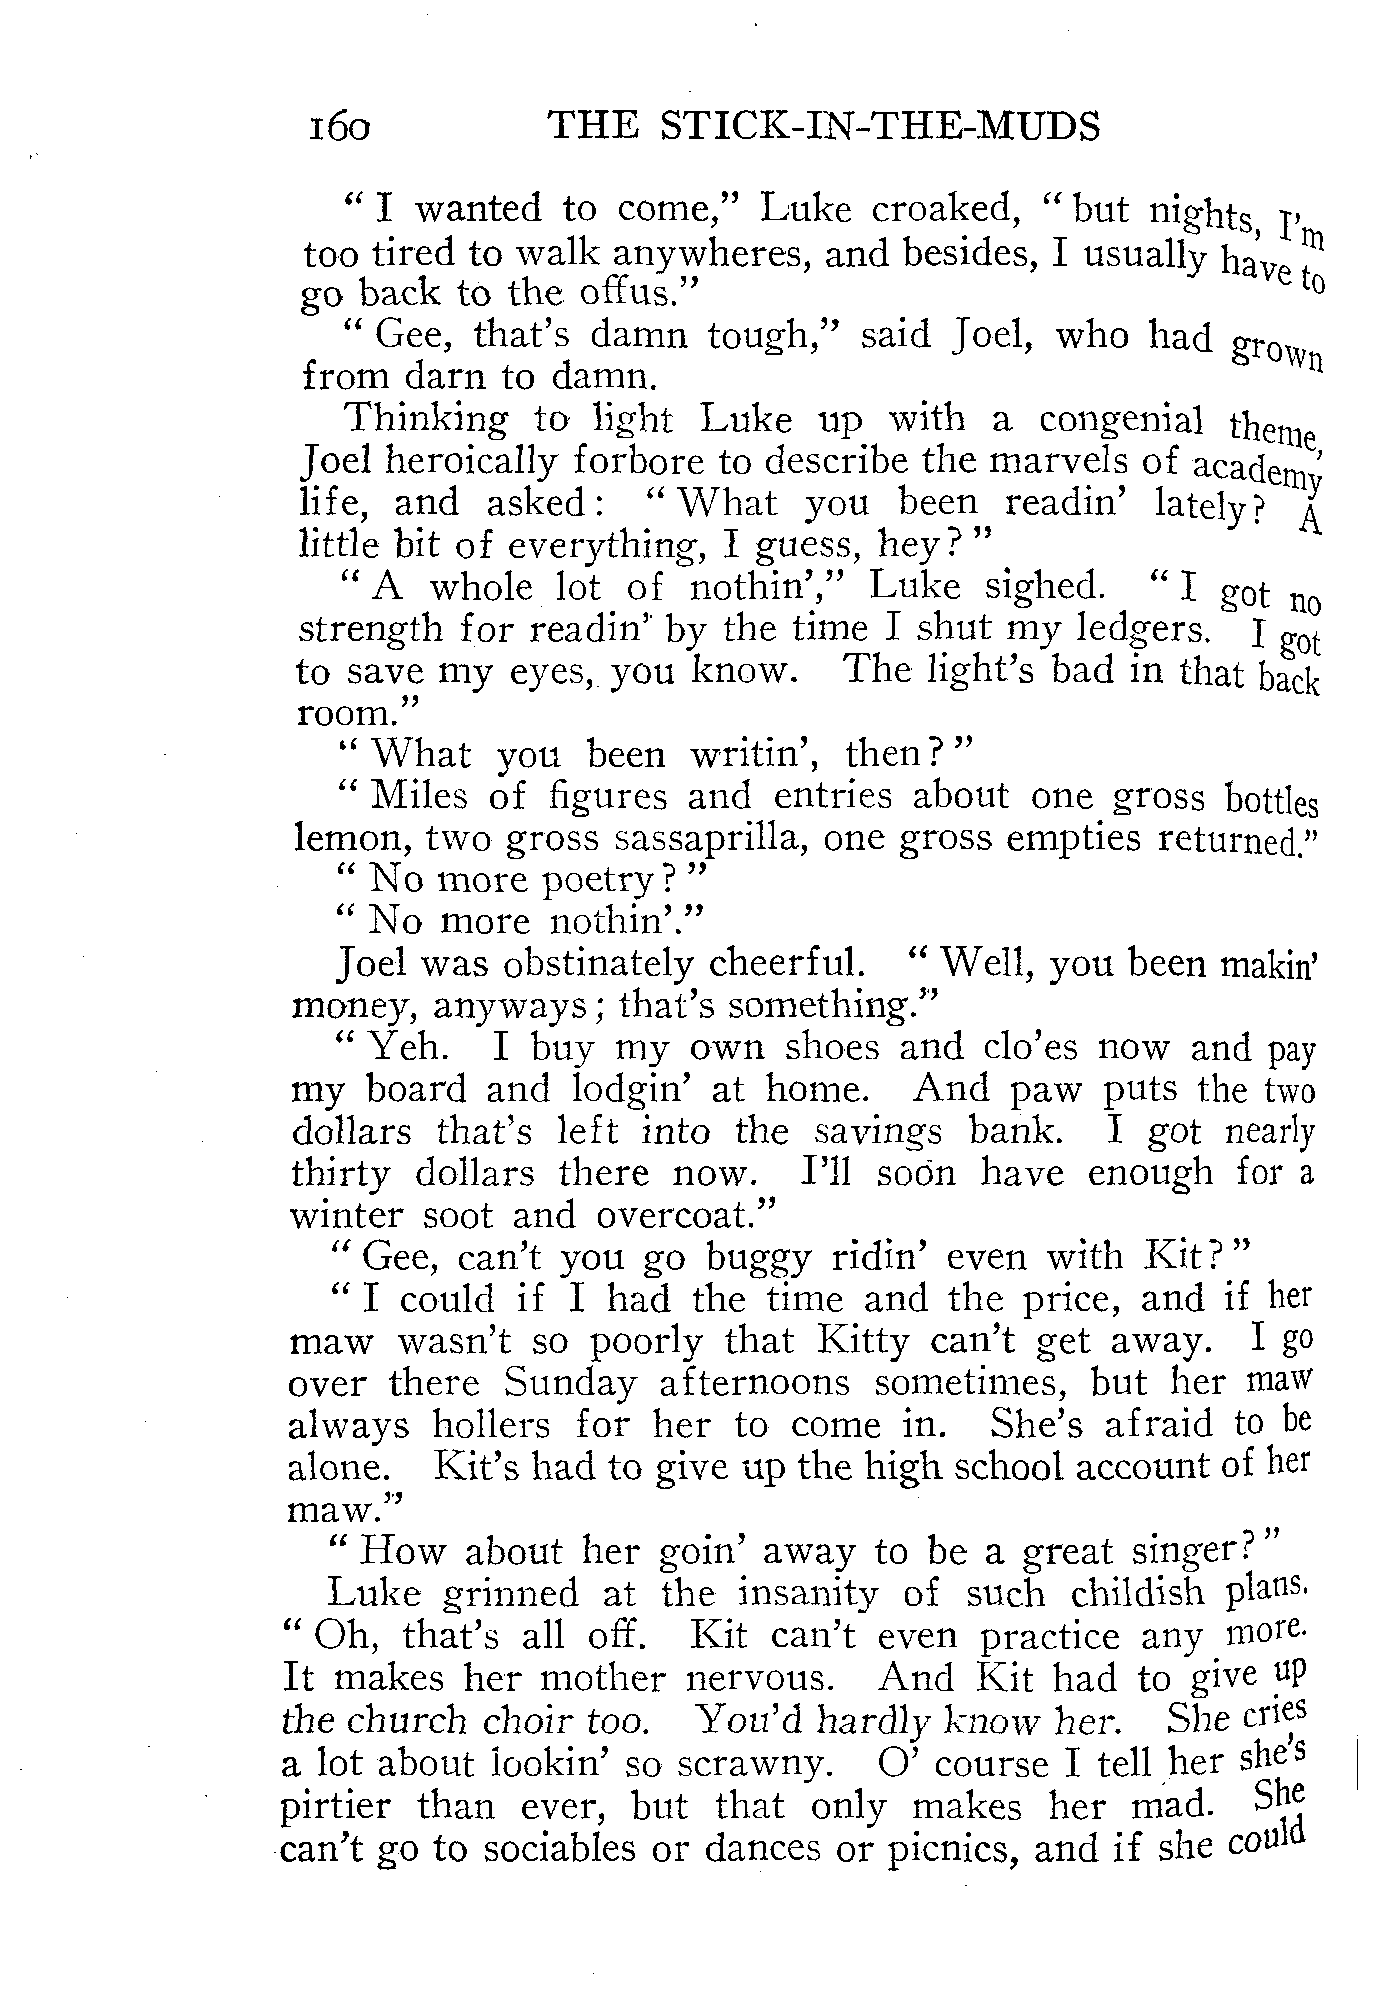 160 THE STICK-IN-THE-MUDS
“ I wanted to come,” Luke croaked, “ but nights, I’m
too tired to walk anywheres, and besides, I usually have to
go back to the offus.”
“ Gee, that’s damn tough,” said Joel, who had grown
from darn to damn.
Thinking to light Luke up with a congenial theme,
Joel heroically forbore to describe the marvels of academy
life, and asked: “ What you been readin’ lately? A
little bit of everything, I guess, hey? ”
“ A whole lot of nothin’,” Luke sighed. “ I got no
strength for readin’ by the time I shut my ledgers. I got
to save my eyes, you know. The light’s bad in that back
room.”
“ What you been writin’, then? ”
“ Miles of figures and entries about one gross bottles
lemon, two gross sassaprilla, one gross empties returned.”
“ No more poetry? ”
“ No more nothin’.”
Joel was obstinately cheerful. “ Well, you been makin’
money, anyways; that’s something.”
“ Yeh. I buy my own shoes and clo’es now and pay
my board and lodgin’ at home. And paw puts the two
dollars that’s left into the savings bank. I got nearly
thirty dollars there now. I’ll soon have enough for a
winter soot and overcoat.”
“ Gee, can’t you go buggy ridin’ even with Kit? ”
“ I could if I had the time and the price, and if her
maw wasn’t so poorly that Kitty can’t get away. I go
over there Sunday afternoons sometimes, but her maw
always hollers for her to come in. She’s afraid to be
alone. Kit’s had to give up the high school account of her
maw.”
“ How about her goin’ away to be a great singer? ”
Luke grinned at the insanity of such childish plans.
“ Oh, that’s all off. Kit can’t even practice any more.
It makes her mother nervous. And Kit had to give up
the church choir too. You’d hardly know her. She cries
a lot about lookin’ so scrawny. O’ course I tell her she’s
pirtier than ever, but that only makes her mad. She
can’t go to sociables or dances or picnics, and if she could